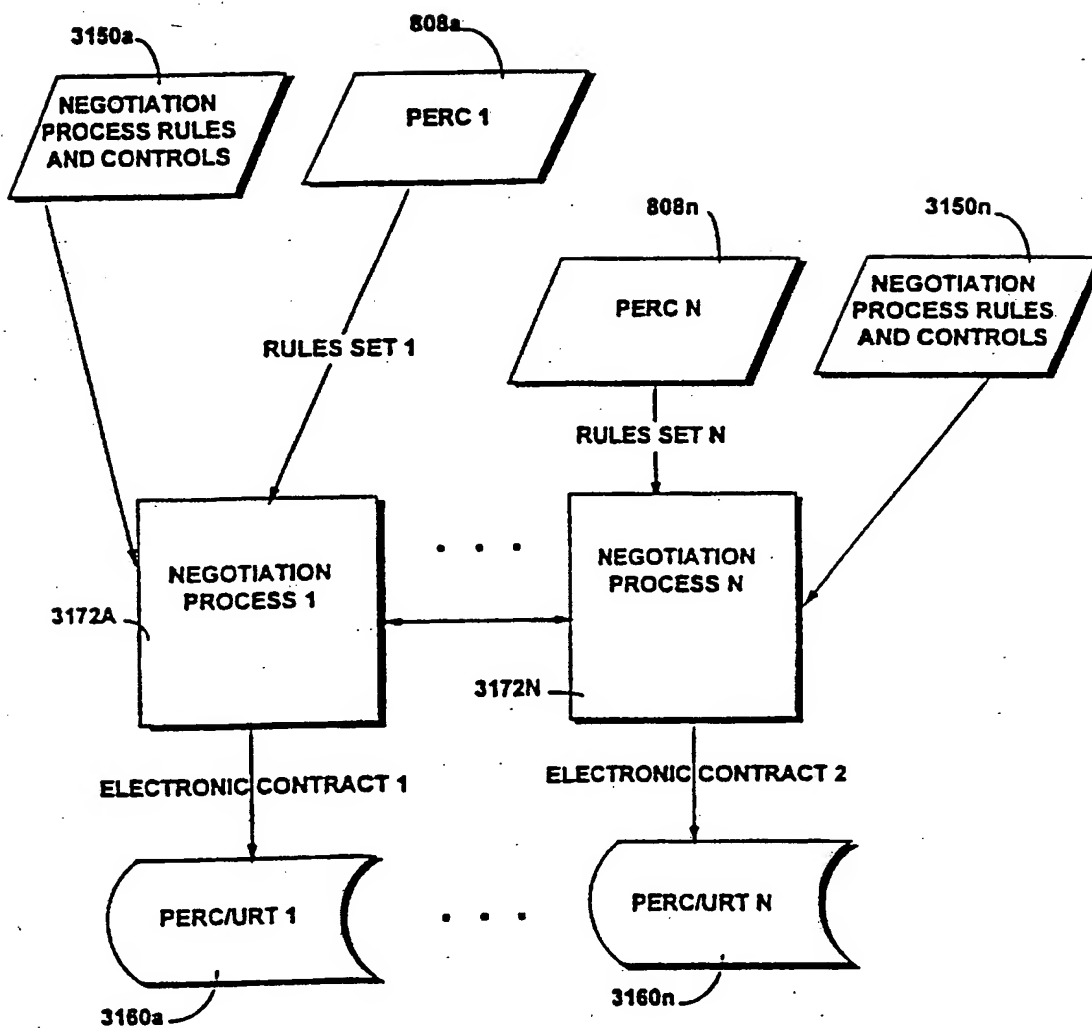 3150a
808a
NEGOTIATION
PROCESS RULES
AND CONTROLS
PERC 1
808n
3150n
PERC N
NEGOTIATION
PROCESS RULES
AND CONTROLS
RULES SET 1
RULES SET N
NEGOTIATION
PROCESS 1
NEGOTIATION
PROCESS N
3172A
3172N
ELECTRONIC CONTRACT 1
ELECTRONIC CONTRACT 2
PERC/URT 1
PERC/URT N
3160a
3160n